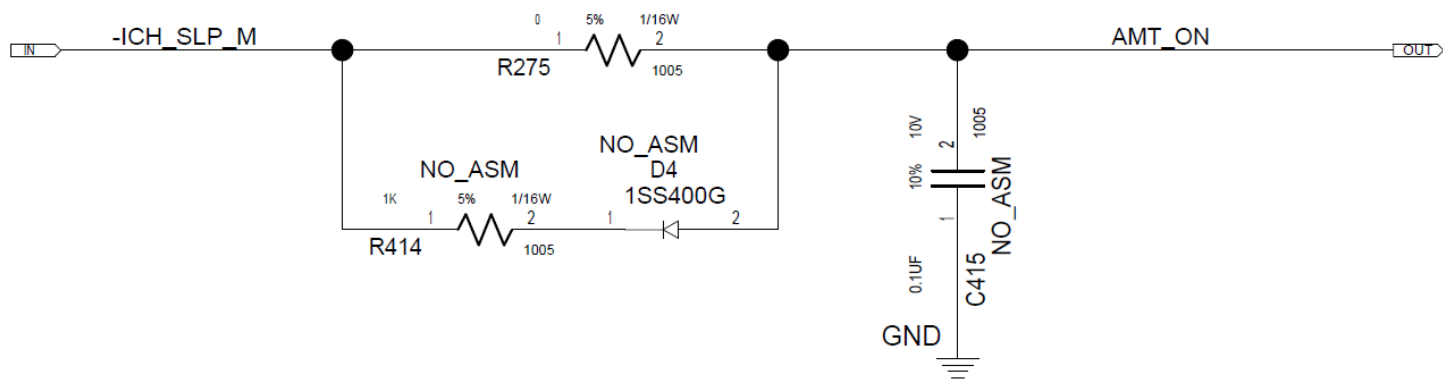 IN
-ICH_SLP_M
0
5%
1/16W
1
2
R275
1005
AMT_ON
OUT
NO_ASM
1K
5%
1/16W
1
2
R414
1005
NO_ASM
D4
1SS400G
1
2
10V
1005
2
10%
NO_ASM
1
0.1UF
C415
GND